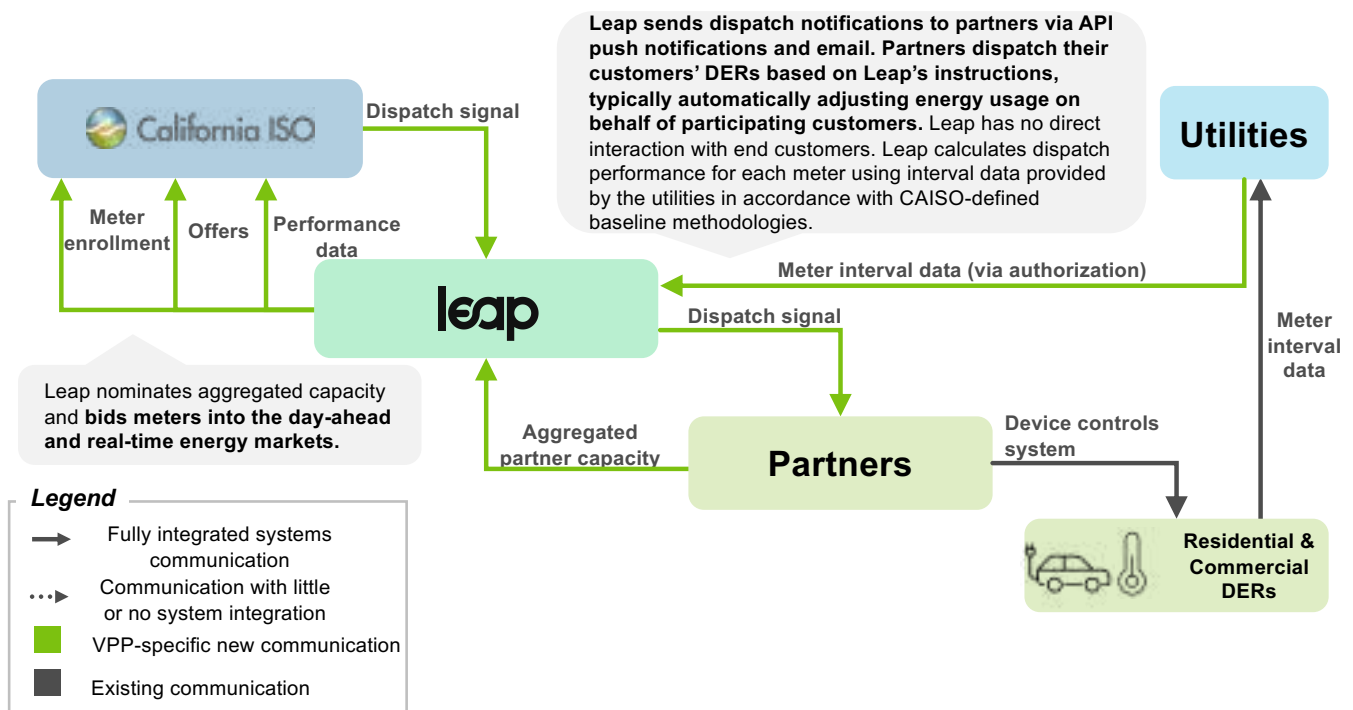 Leap sends dispatch notifications to partners via API
push notifications and email. Partners dispatch their
customers’ DERs based on Leap’s instructions,
typically automatically adjusting energy usage on
behalf of participating customers. Leap has no direct
interaction with end customers. Leap calculates dispatch
performance for each meter using interval data provided
by the utilities in accordance with CAISO-defined
baseline methodologies.
California ISO
Dispatch signal
Utilities
Meter
enrollment
Offers
Performance
data
Meter interval data (via authorization)
leap
Dispatch signal
Meter
interval
data
Leap nominates aggregated capacity
and bids meters into the day-ahead
and real-time energy markets.
Aggregated
partner capacity
Partners
Device controls
system
Residential &
Commercial
DERs
Legend
Fully integrated systems
communication
Communication with little
or no system integration
VPP-specific new communication
Existing communication